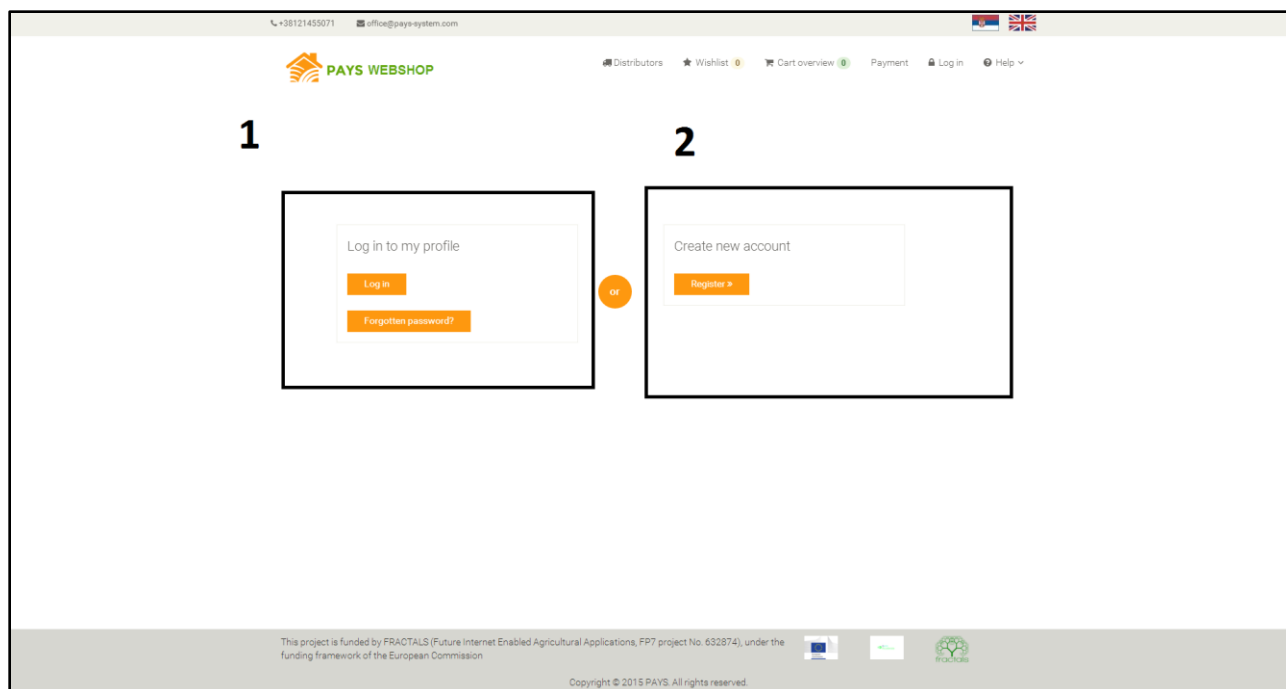 +38121455071 office@pays-system.com
PAYS WEBSHOP
Distributors Wishlist 0 Cart overview 0 Payment Log in Help
1 2
Log in to my profile
Log in
Forgotten password?
or
Create new account
Register »
This project is funded by FRACTALS (Future Internet Enabled Agricultural Applications, FP7 project No. 632874), under the
funding framework of the European Commission
fractals
Copyright © 2015 PAYS. All rights reserved.